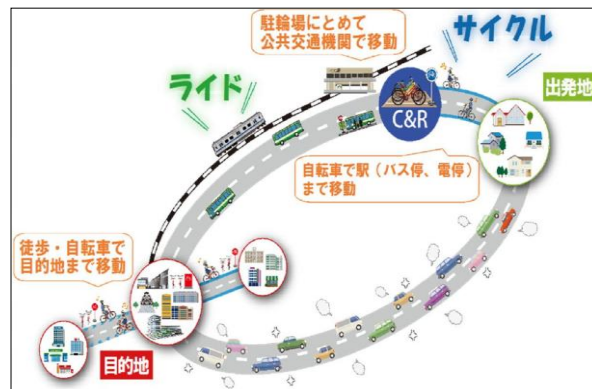 駐輪場にとめて
公共交通機関で移動
サイクル
ライド
出発地
C&R
自転車で駅（バス停、電停）
まで移動
徒歩・自転車で
目的地まで移動
目的地